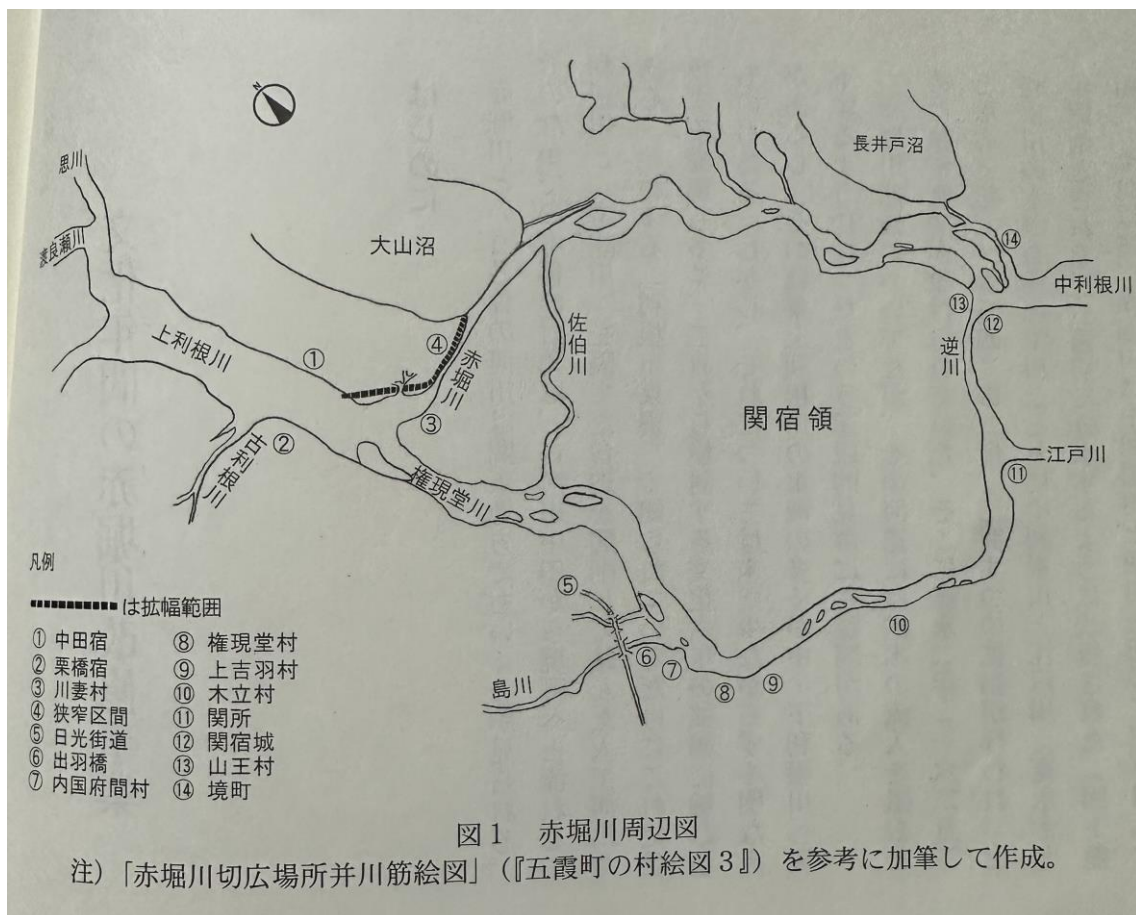 N
思川
渡良瀬川
上利根川
大山沼
長井戸沼
①
④
赤堀川
③
②
古利根川
権現堂川
佐伯川
関宿領
⑭
中利根川
⑬
⑫
逆川
江戸川
⑪
⑤
⑥
⑦
⑧
⑨
⑩
島川
凡例
は拡幅範囲
① 中田宿
② 栗橋宿
③ 川妻村
④ 狭窄区間
⑤ 日光街道
⑥ 出羽橋
⑦ 内国府間村
⑧ 権現堂村
⑨ 上吉羽村
⑩ 木立村
⑪ 関所
⑫ 関宿城
⑬ 山王村
⑭ 境町
図1 赤堀川周辺図
注）「赤堀川切広場所并川筋絵図」（『五霞町の村絵図3』）を参考に加筆して作成。